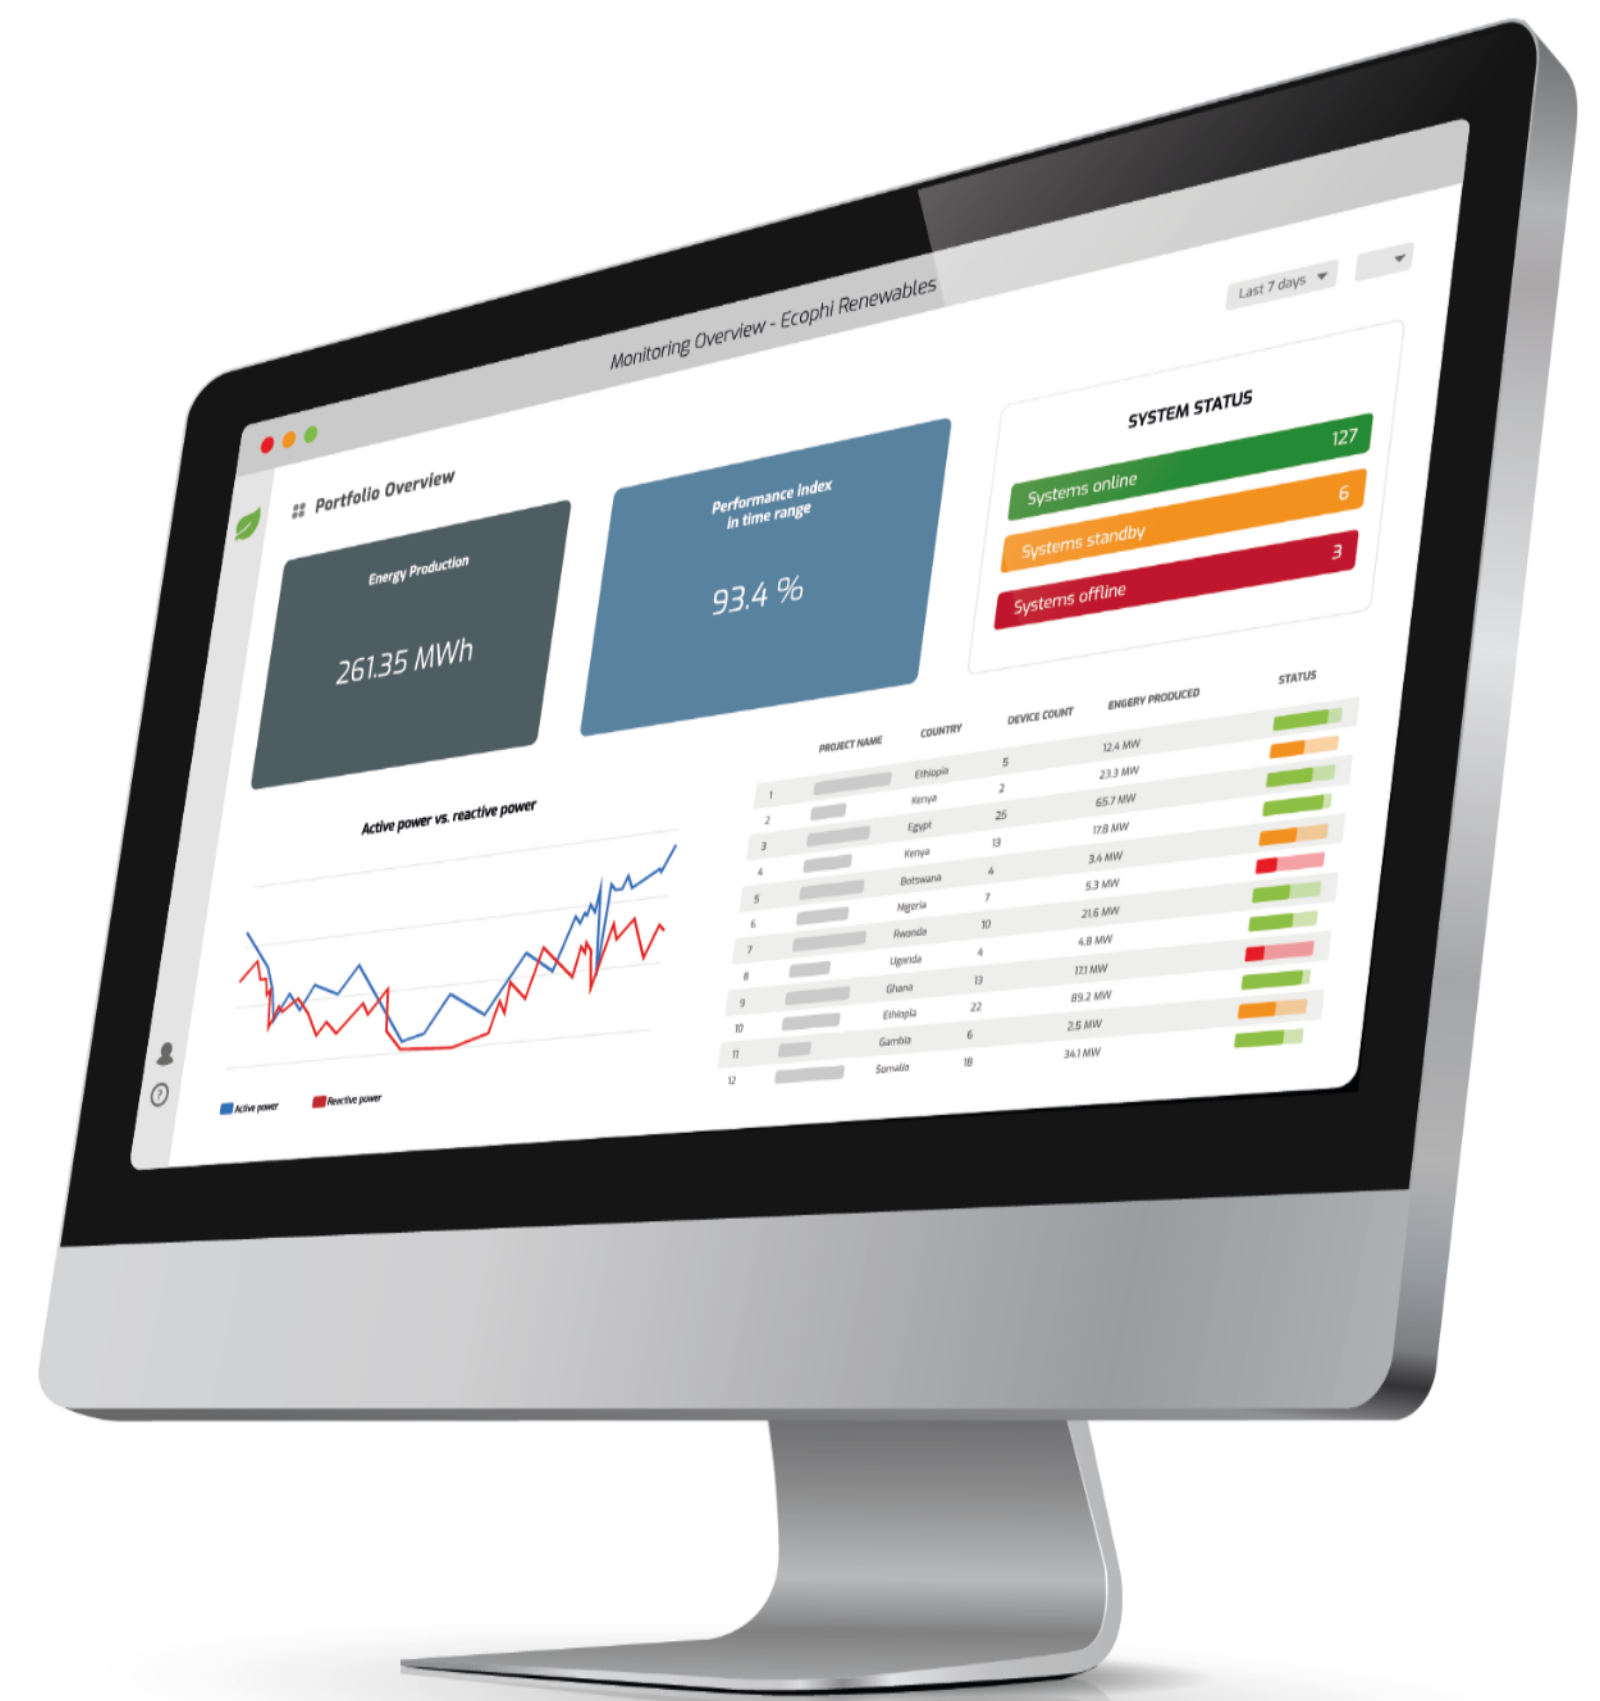 Monitoring Overview - Ecophi Renewables
Last 7 days
Portfolio Overview
Energy Production
261.35 MWh
Performance index
in time range
93.4 %
SYSTEM STATUS
Systems online 127
Systems standby 6
Systems offline 3
Active power vs. reactive power
Active power Reactive power
PROJECT NAME COUNTRY DEVICE COUNT ENGERY PRODUCED STATUS
1 Ethiopia 5 12.4 MW
2 Kenya 2 23.3 MW
3 Egypt 25 65.7 MW
4 Kenya 13 17.8 MW
5 Botswana 4 3.4 MW
6 Nigeria 7 5.3 MW
7 Rwanda 10 21.6 MW
8 Uganda 4 4.8 MW
9 Ghana 13 17.1 MW
10 Ethiopia 22 89.2 MW
11 Gambia 6 2.5 MW
12 Somalia 18 34.1 MW
?